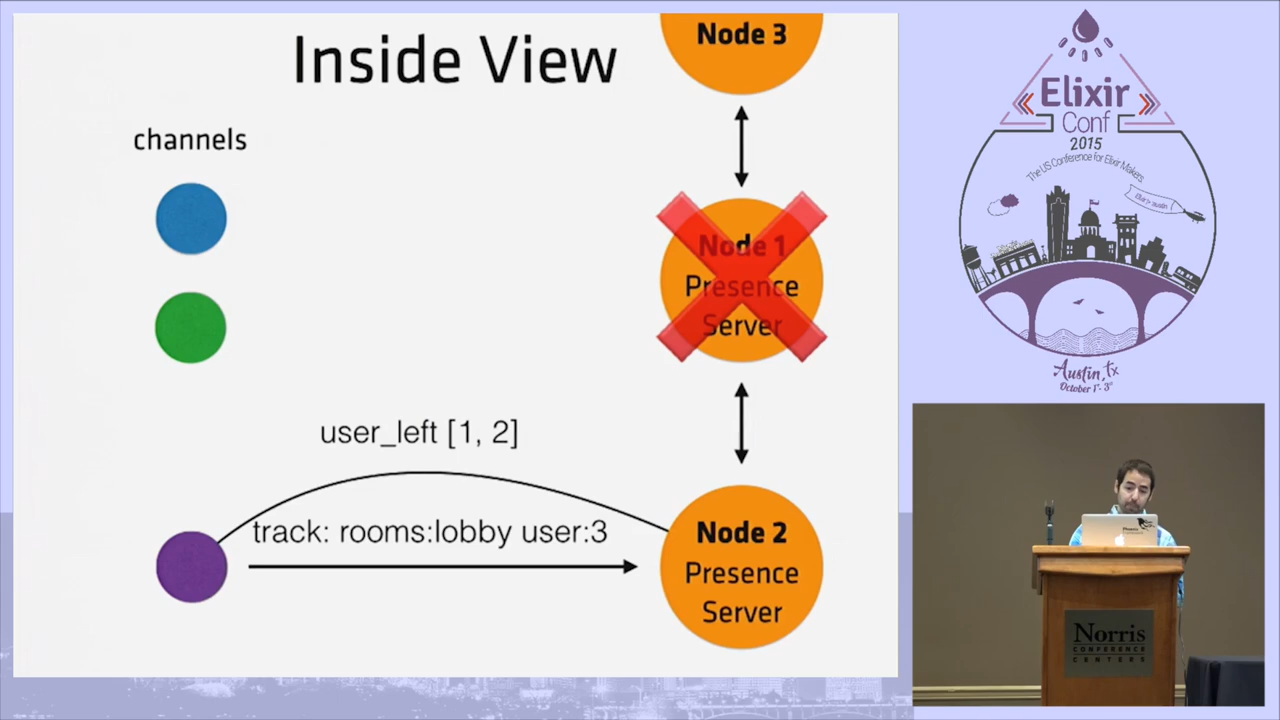 Inside View
channels
Node 3
Node 1
Presence
Server
user_left [1, 2]
track: rooms:lobby user:3
Node 2
Presence
Server
Elixir
Conf
2015
The US Conference for Elixir Makers
Austin, tx
October 1st - 3rd
Norris
CONFERENCE
CENTERS